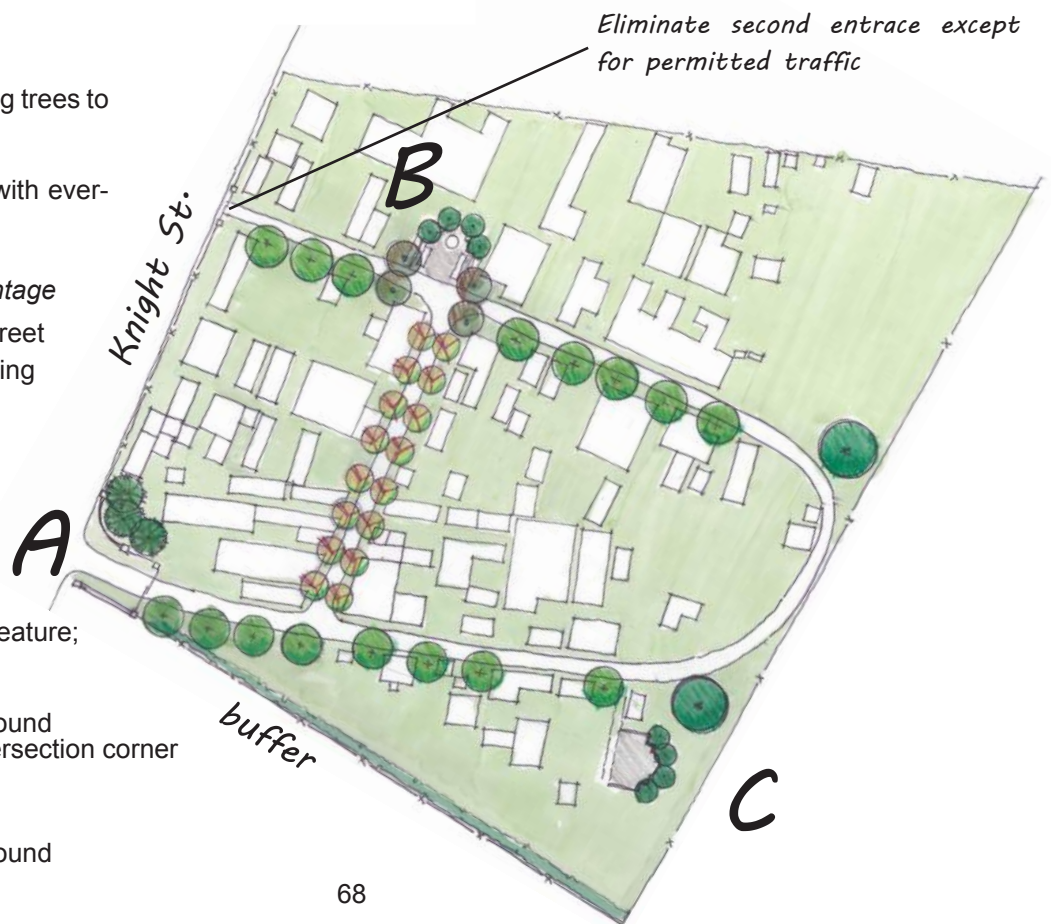 Eliminate second entrace except
for permitted traffic
g trees to
with ever-
ntage
reet
ing
Knight St.
B
A
eature;
ound
ersection corner
ound
buffer
C
68